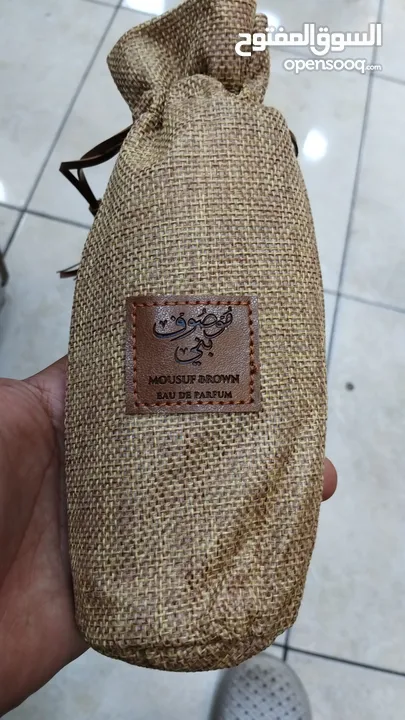 السوق المفتوح
opensooq.com
موصوف
بني
MOUSUF BROWN
EAU DE PARFUM